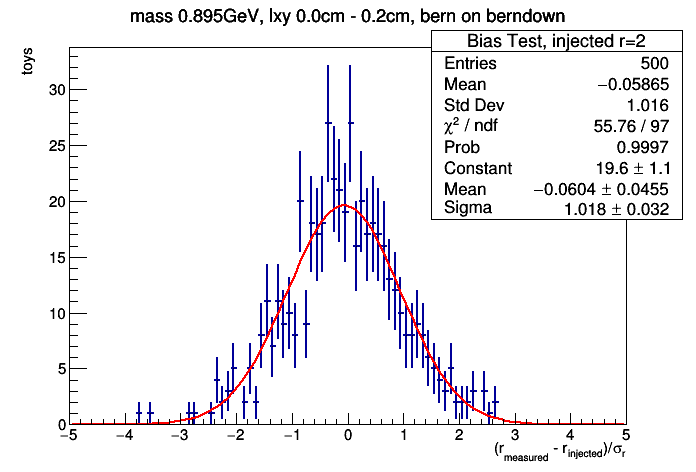 mass 0.895GeV, lxy 0.0cm - 0.2cm, bern on berndown
Bias Test, injected r=2
Entries 500
Mean −0.05865
Std Dev 1.016
χ² / ndf 55.76 / 97
Prob 0.9997
Constant 19.6 ± 1.1
Mean −0.0604 ± 0.0455
Sigma 1.018 ± 0.032
toys
30
25
20
15
10
5
0
−5 −4 −3 −2 −1 0 1 2 3 4 5
(r_measured - r_injected)/σ_r